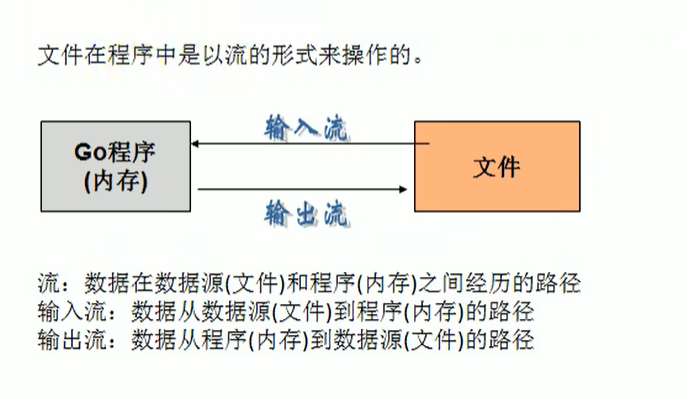 文件在程序中是以流的形式来操作的。
输入流
Go程序
(内存)
文件
输出流
流：数据在数据源(文件)和程序(内存)之间经历的路径
输入流：数据从数据源(文件)到程序(内存)的路径
输出流：数据从程序(内存)到数据源(文件)的路径